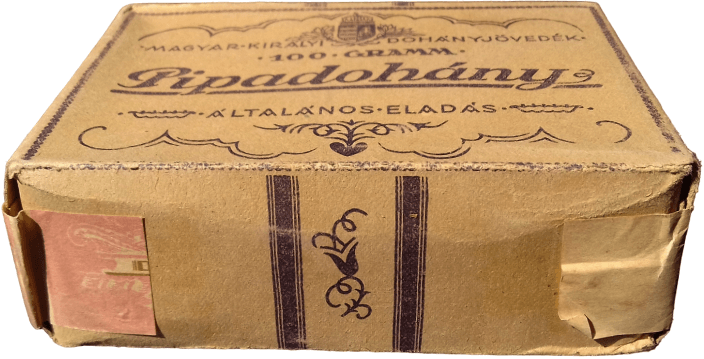 MAGYAR·KIRÁLYI DOHÁNYJÖVEDÉK·
·100·GRAMM·
Pipadohány
·ÁLTALÁNOS·ELADÁS·